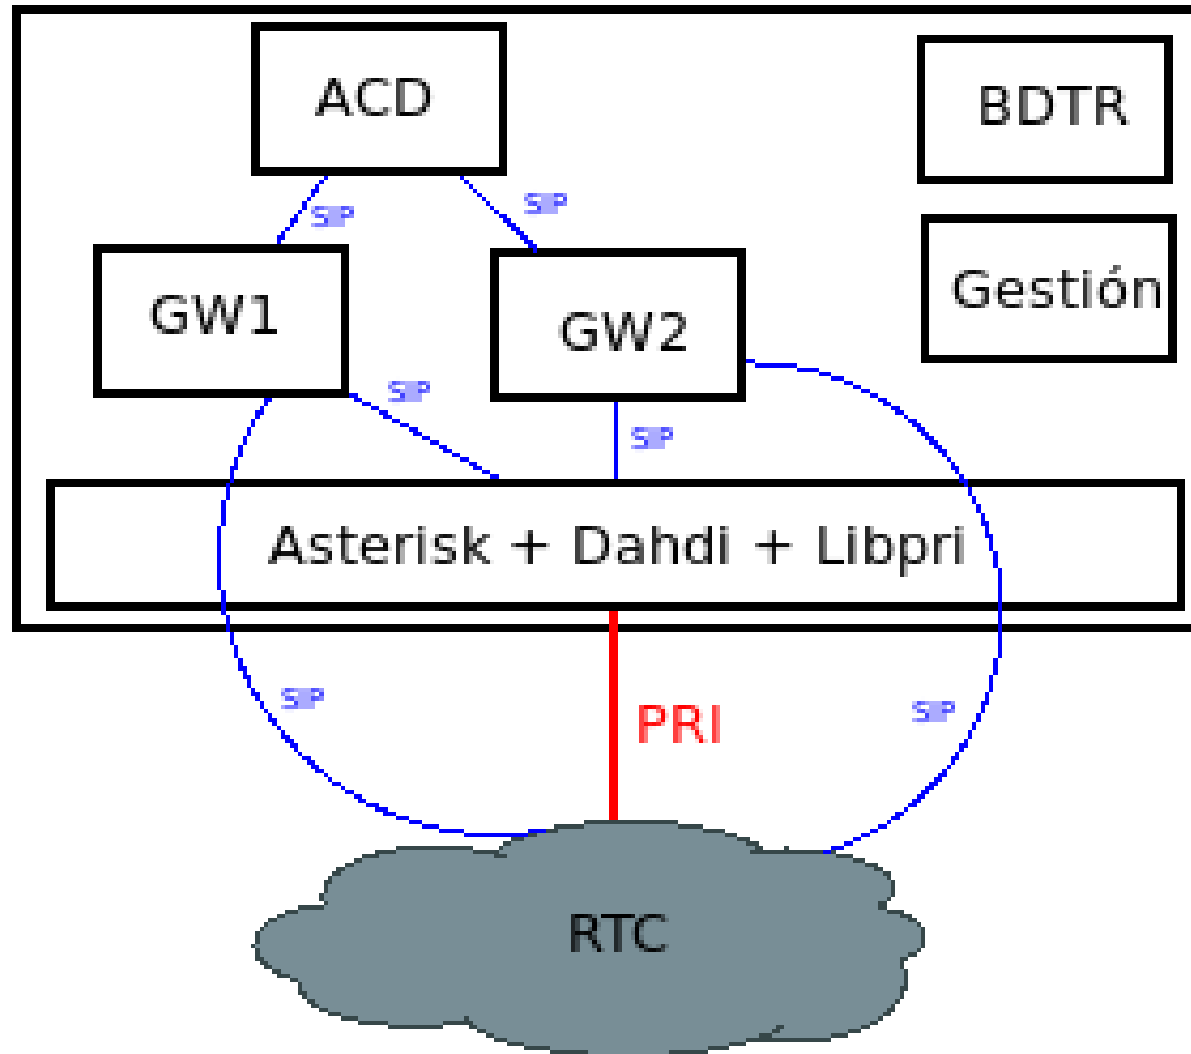 ACD
BDTR
SIP
SIP
GW1
GW2
Gestión
SIP
SIP
Asterisk + Dahdi + Libpri
SIP
PRI
SIP
RTC